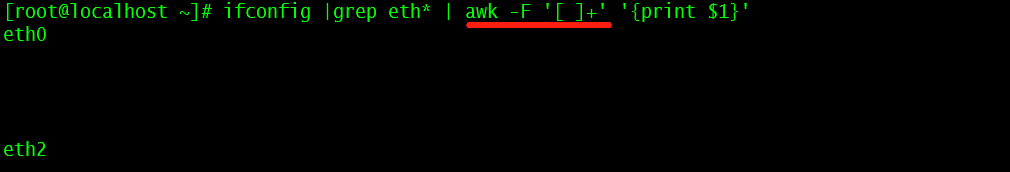 [root@localhost ~]# ifconfig |grep eth* | awk -F '[ ]+' '{print $1}'
eth0
eth2